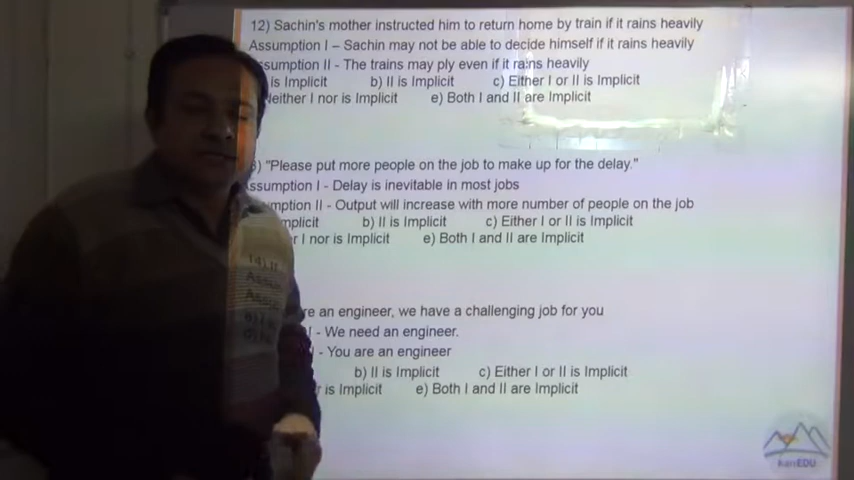 12) Sachin's mother instructed him to return home by train if it rains heavily
Assumption I – Sachin may not be able to decide himself if it rains heavily
ssumption II - The trains may ply even if it rains heavily
is Implicit b) II is Implicit c) Either I or II is Implicit
Neither I nor is Implicit e) Both I and II are Implicit
3) "Please put more people on the job to make up for the delay."
ssumption I - Delay is inevitable in most jobs
umption II - Output will increase with more number of people on the job
mplicit b) II is Implicit c) Either I or II is Implicit
r I nor is Implicit e) Both I and II are Implicit
14) If
re an engineer, we have a challenging job for you
Assu
I - We need an engineer.
Assu
- You are an engineer
b) II is Implicit c) Either I or II is Implicit
r is Implicit e) Both I and II are Implicit